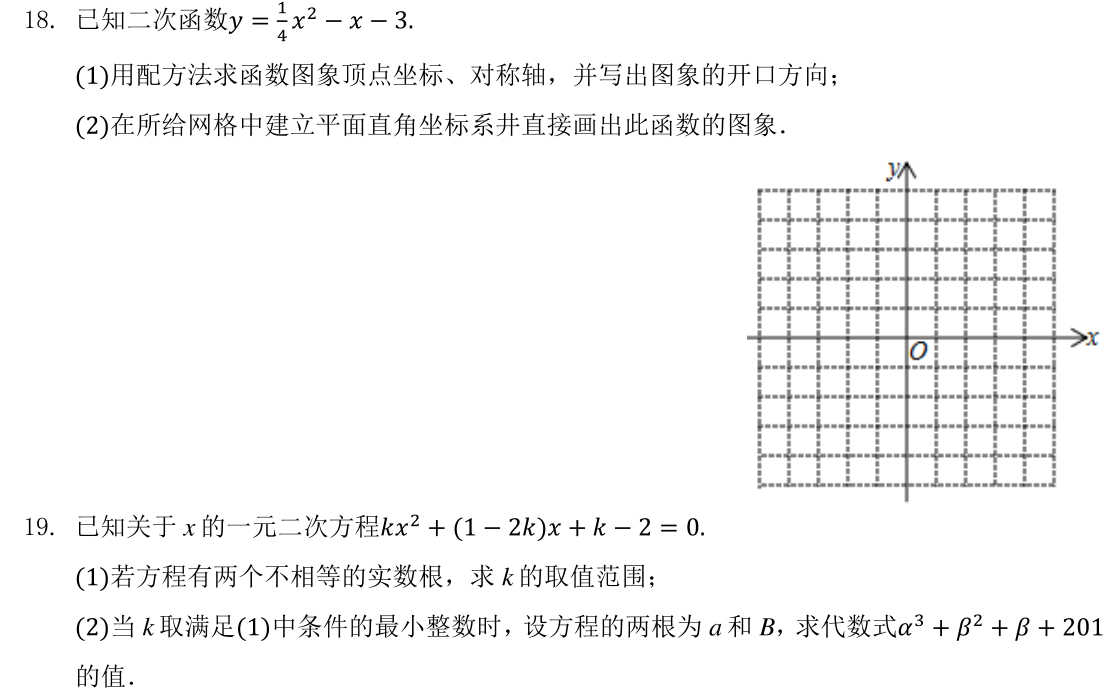 18. 已知二次函数y = 1/4 x² − x − 3.
(1)用配方法求函数图象顶点坐标、对称轴，并写出图象的开口方向；
(2)在所给网格中建立平面直角坐标系井直接画出此函数的图象．
y
x
O
19. 已知关于 x 的一元二次方程kx² + (1 − 2k)x + k − 2 = 0.
(1)若方程有两个不相等的实数根，求 k 的取值范围；
(2)当 k 取满足(1)中条件的最小整数时，设方程的两根为 a 和 B，求代数式α³ + β² + β + 201
的值．